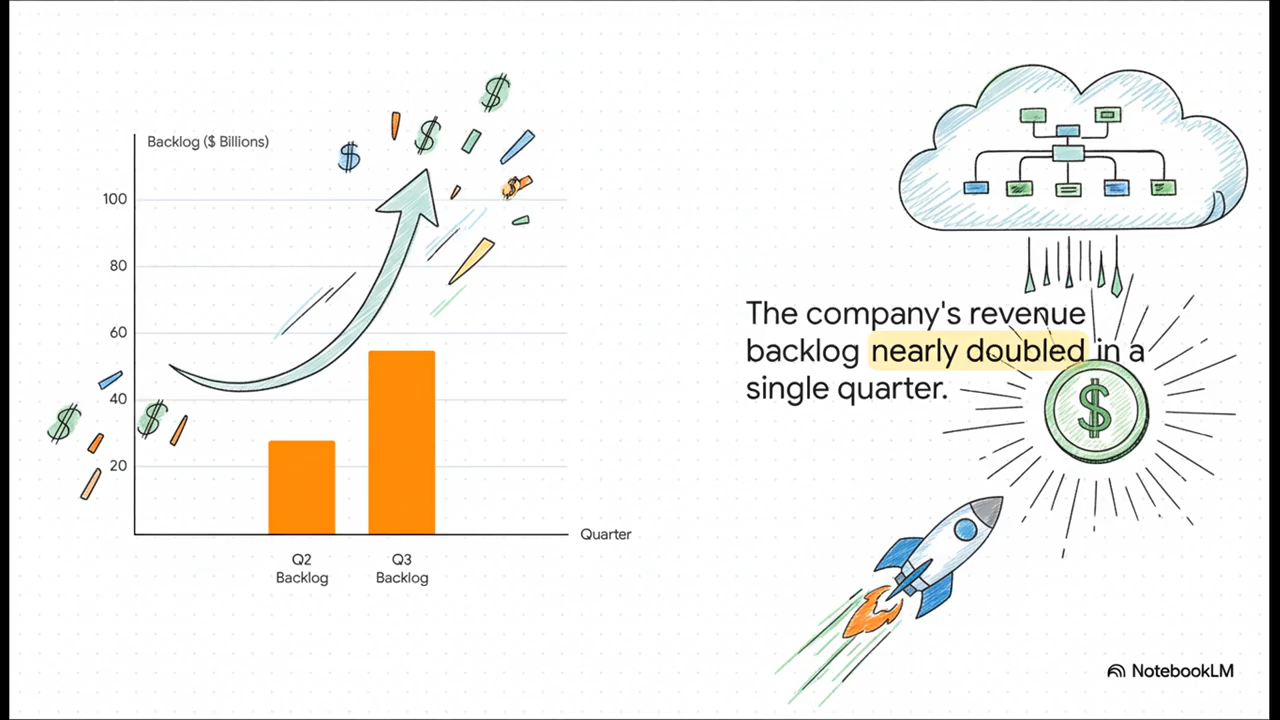 Backlog ($ Billions)
100
80
60
40
20
Quarter
Q2
Backlog
Q3
Backlog
The company's revenue
backlog nearly doubled in a
single quarter.
NotebookLM